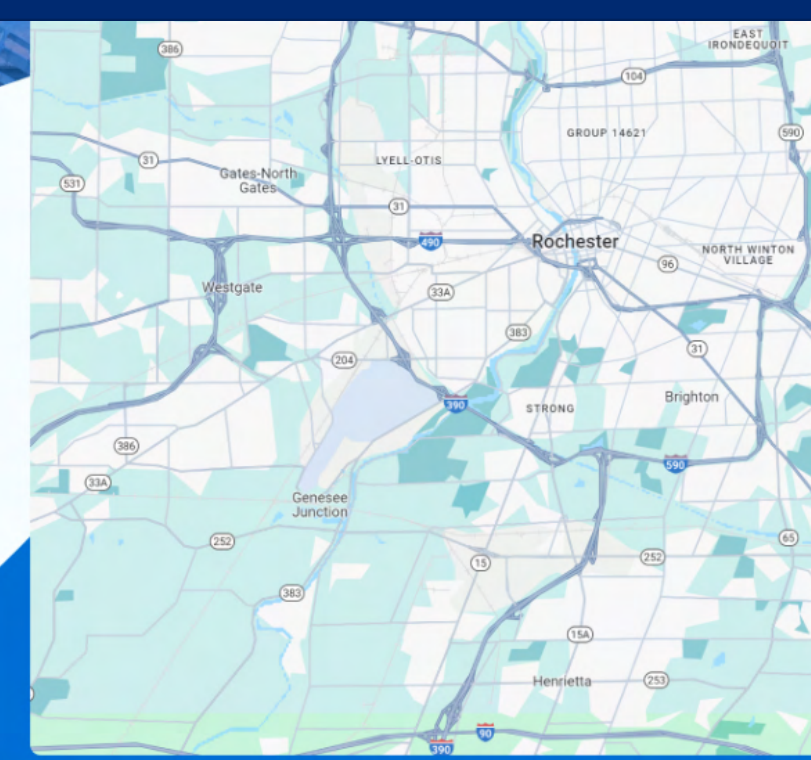 EAST
IRONDEQUOIT
386
104
GROUP 14621
590
31
LYELL-OTIS
Gates-North
Gates
531
31
490
Rochester
NORTH WINTON
VILLAGE
96
Westgate
33A
383
31
204
390
STRONG
Brighton
386
590
33A
Genesee
Junction
252
65
15
252
383
15A
Henrietta
253
90
390